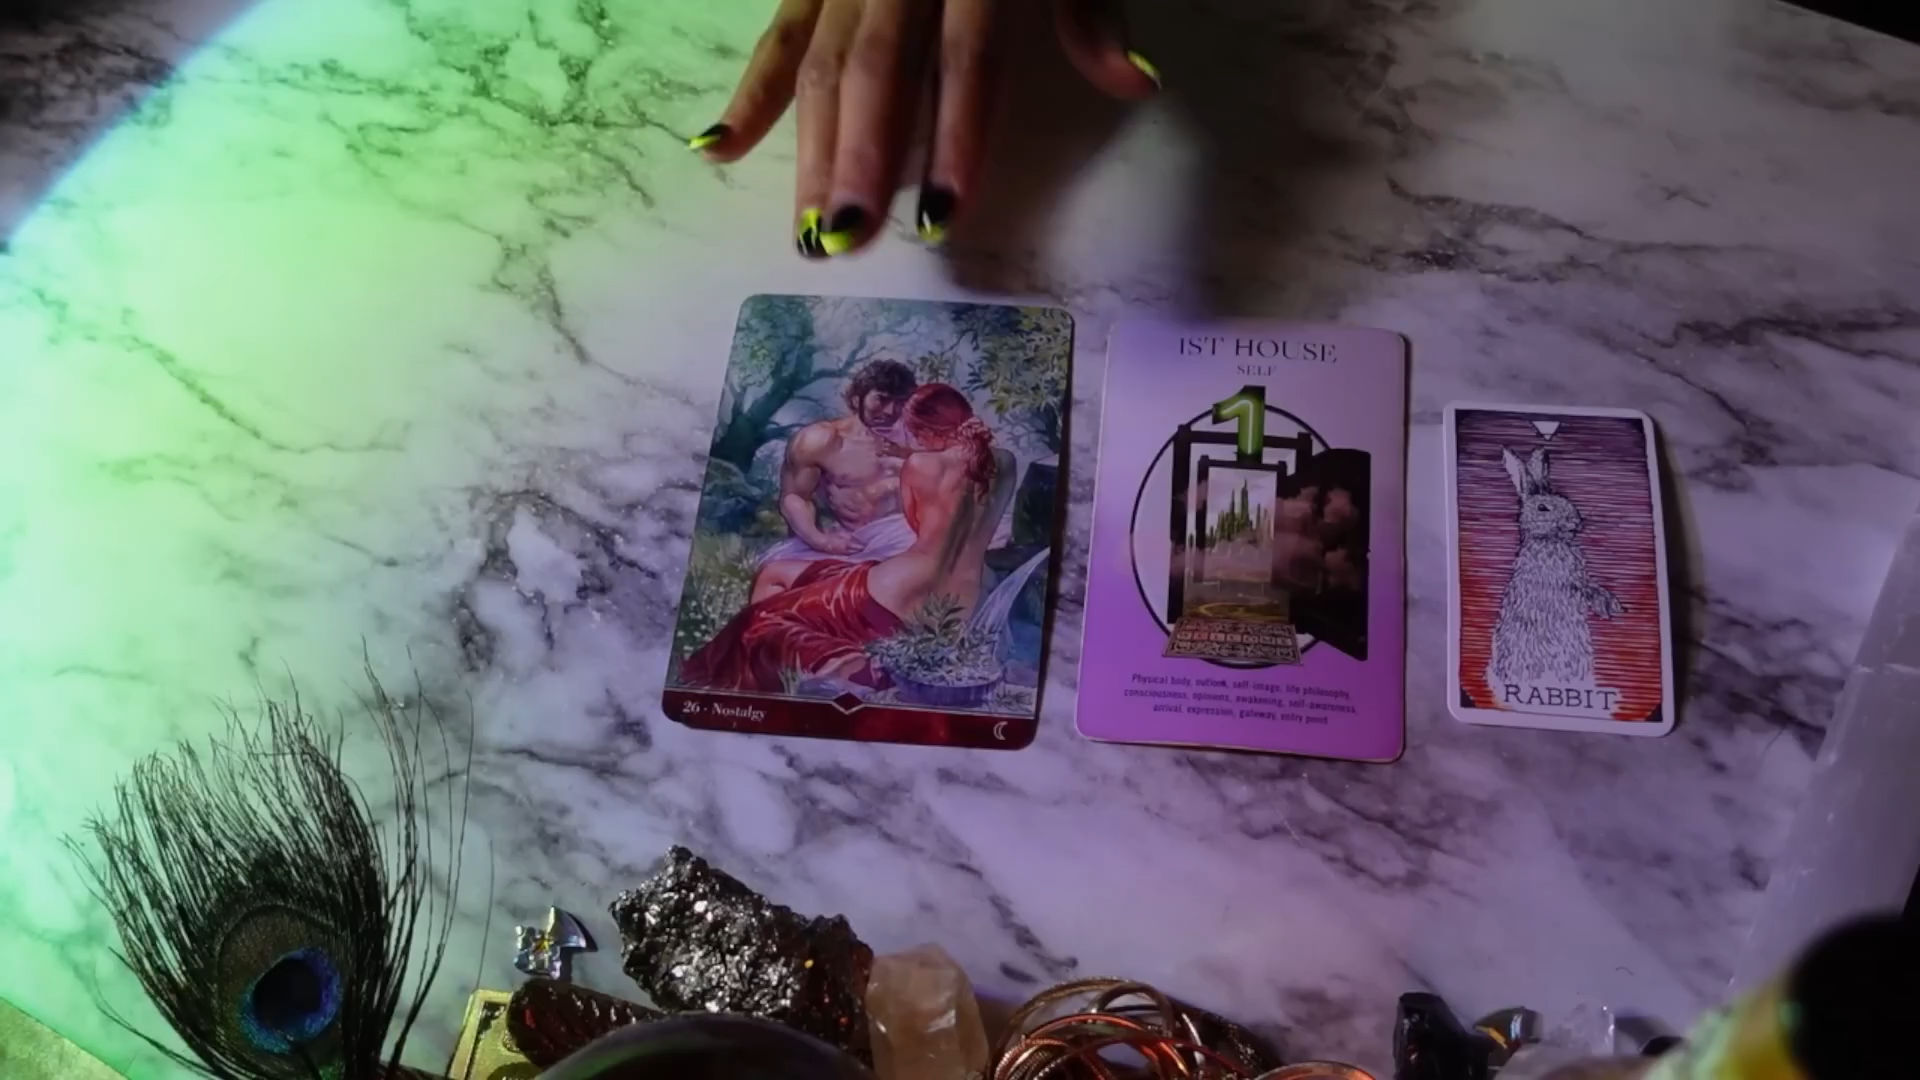 26 · Nostalgy
1ST HOUSE
SELF
1
WELCOME
Physical body, outlook, self-image, life philosophy,
consciousness, opinions, awakening, self-awareness,
arrival, expression, gateway, entry point
RABBIT